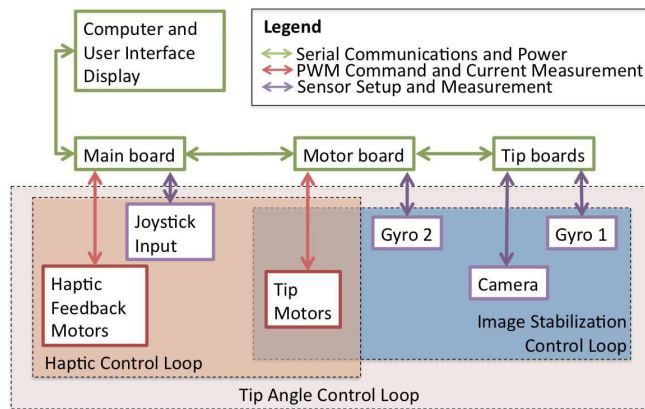 Computer and
User Interface
Display
Legend
Serial Communications and Power
PWM Command and Current Measurement
Sensor Setup and Measurement
Main board
Motor board
Tip boards
Joystick
Input
Gyro 2
Gyro 1
Haptic
Feedback
Motors
Tip
Motors
Camera
Image Stabilization
Control Loop
Haptic Control Loop
Tip Angle Control Loop